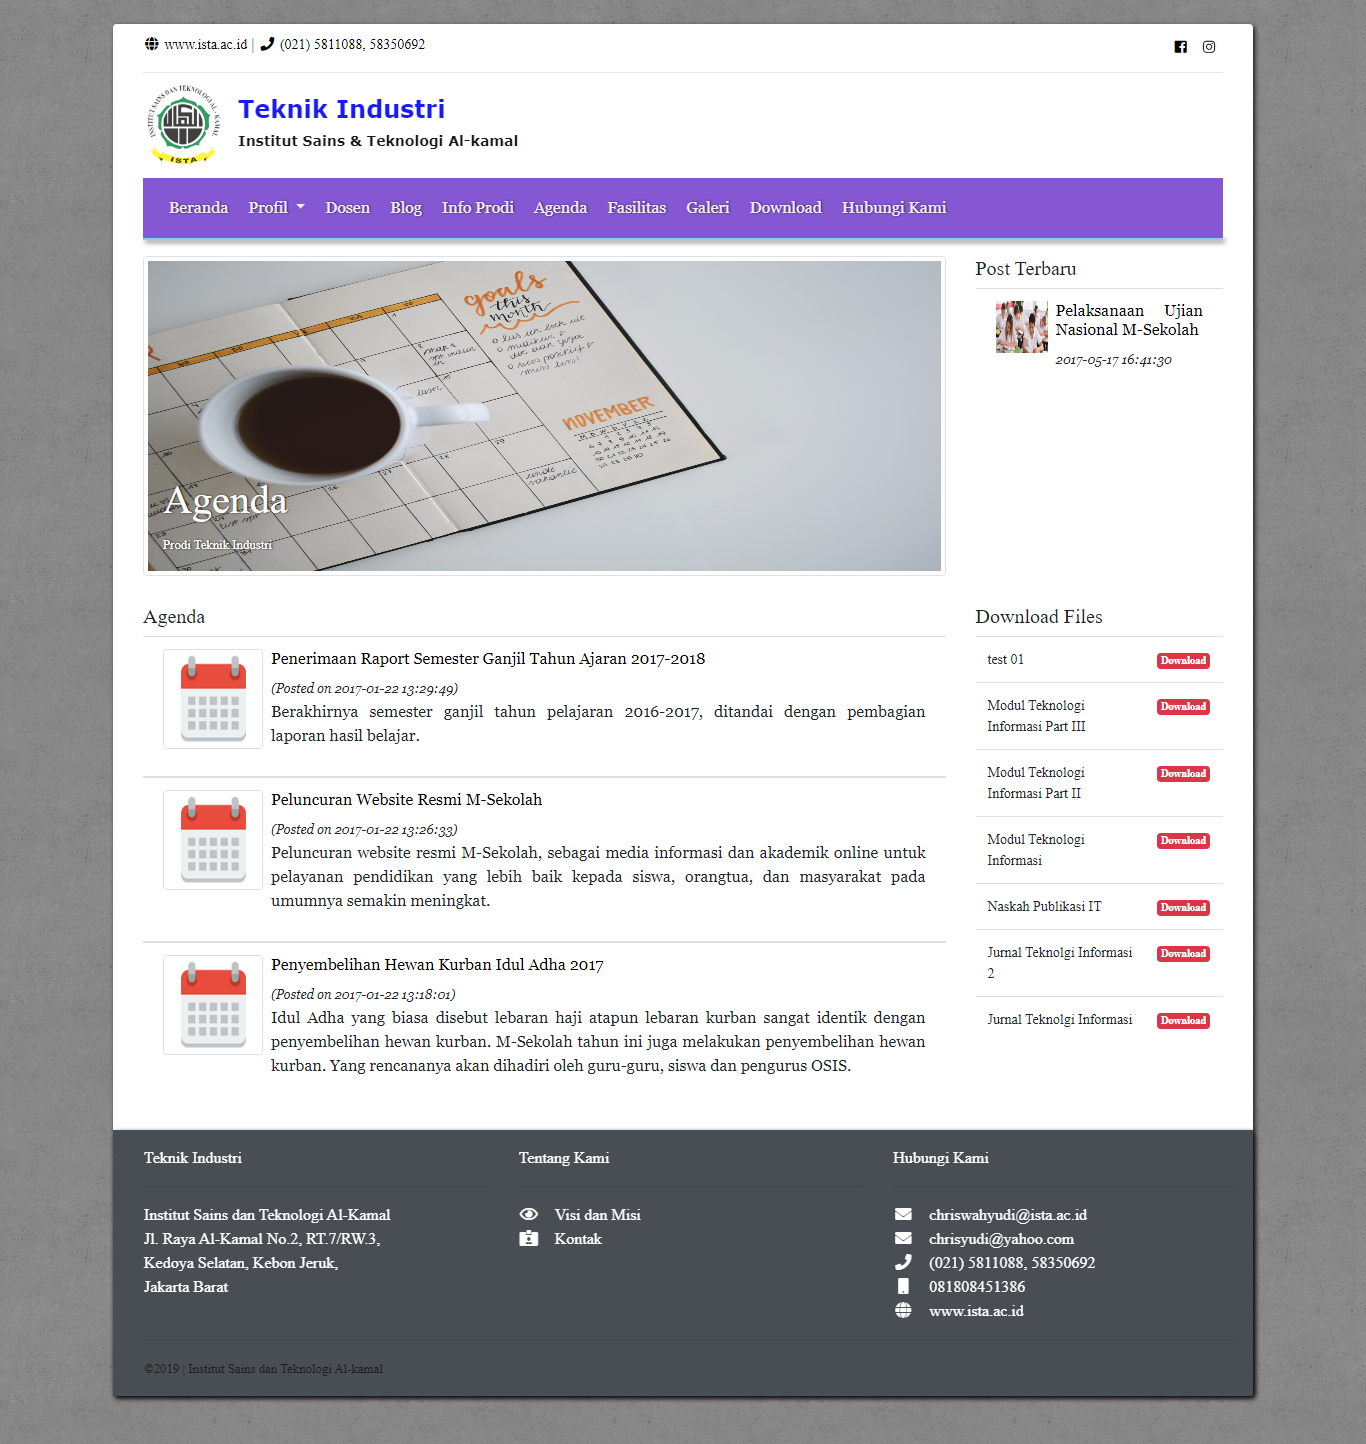 www.ista.ac.id | (021) 5811088, 58350692
INSTITUT SAINS DAN TEKNOLOGI AL-KAMAL
ISTA
Teknik Industri
Institut Sains & Teknologi Al-kamal
Beranda Profil Dosen Blog Info Prodi Agenda Fasilitas Galeri Download Hubungi Kami
goals
this
month
NOVEMBER
Agenda
Prodi Teknik Industri
Post Terbaru
Pelaksanaan Ujian
Nasional M-Sekolah
2017-05-17 16:41:30
Agenda
Penerimaan Raport Semester Ganjil Tahun Ajaran 2017-2018
(Posted on 2017-01-22 13:29:49)
Berakhirnya semester ganjil tahun pelajaran 2016-2017, ditandai dengan pembagian
laporan hasil belajar.
Peluncuran Website Resmi M-Sekolah
(Posted on 2017-01-22 13:26:33)
Peluncuran website resmi M-Sekolah, sebagai media informasi dan akademik online untuk
pelayanan pendidikan yang lebih baik kepada siswa, orangtua, dan masyarakat pada
umumnya semakin meningkat.
Penyembelihan Hewan Kurban Idul Adha 2017
(Posted on 2017-01-22 13:18:01)
Idul Adha yang biasa disebut lebaran haji atapun lebaran kurban sangat identik dengan
penyembelihan hewan kurban. M-Sekolah tahun ini juga melakukan penyembelihan hewan
kurban. Yang rencananya akan dihadiri oleh guru-guru, siswa dan pengurus OSIS.
Download Files
test 01 Download
Modul Teknologi Download
Informasi Part III
Modul Teknologi Download
Informasi Part II
Modul Teknologi Download
Informasi
Naskah Publikasi IT Download
Jurnal Teknolgi Informasi Download
2
Jurnal Teknolgi Informasi Download
Teknik Industri
Institut Sains dan Teknologi Al-Kamal
Jl. Raya Al-Kamal No.2, RT.7/RW.3,
Kedoya Selatan, Kebon Jeruk,
Jakarta Barat
Tentang Kami
Visi dan Misi
Kontak
Hubungi Kami
chriswahyudi@ista.ac.id
chrisyudi@yahoo.com
(021) 5811088, 58350692
081808451386
www.ista.ac.id
©2019 | Institut Sains dan Teknologi Al-kamal